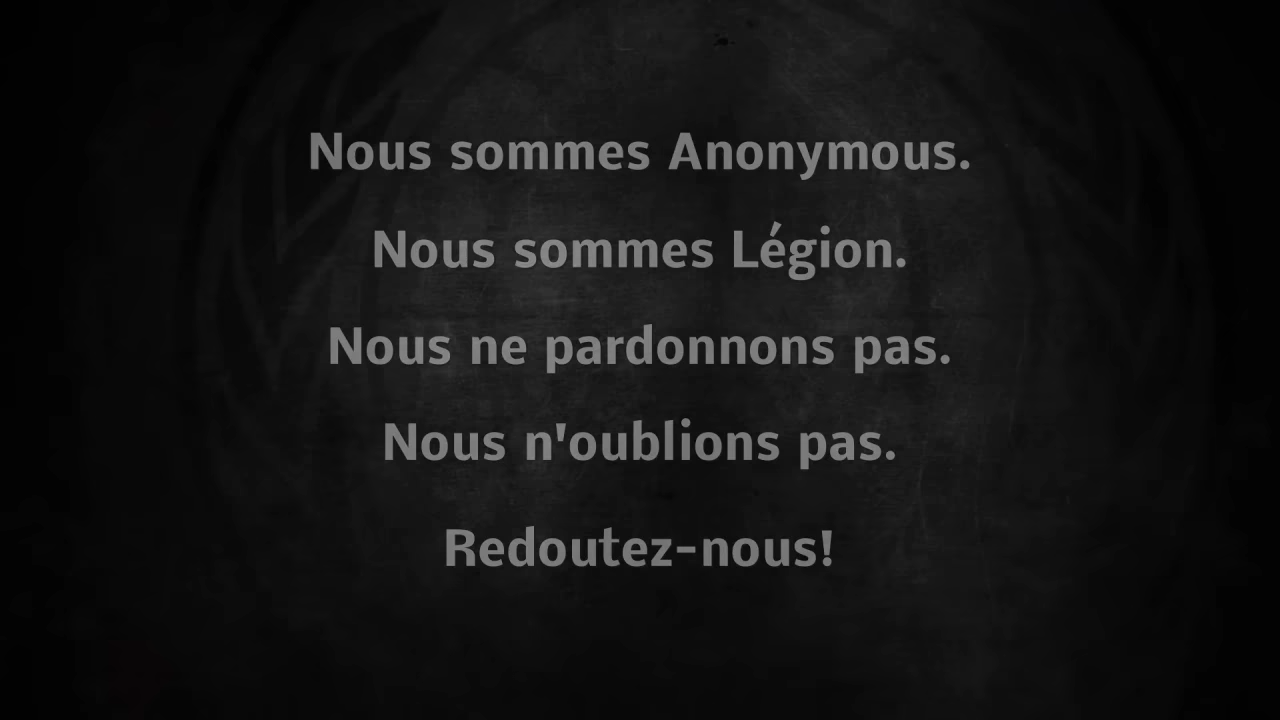 Nous sommes Anonymous.
Nous sommes Légion.
Nous ne pardonnons pas.
Nous n'oublions pas.
Redoutez-nous!